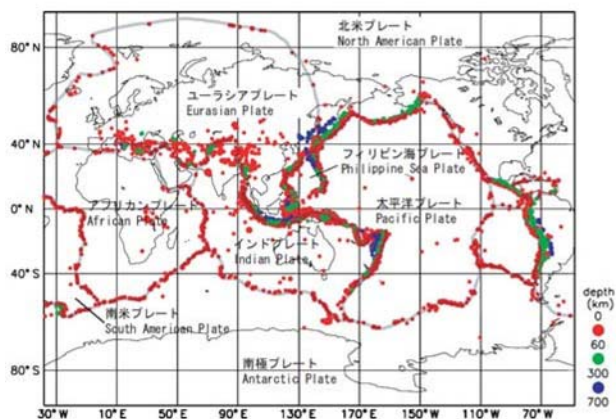 80° N
北米プレート
North American Plate
ユーラシアプレート
Eurasian Plate
40° N
フィリピン海プレート
Philippine Sea Plate
アフリカンプレート
African Plate
0° N
太平洋プレート
Pacific Plate
インドプレート
Indian Plate
40° S
南米プレート
South American Plate
南極プレート
Antarctic Plate
80° S
depth
(km)
0
60
300
700
30° W 10° E 50° E 90° E 130° E 170° E 150° W 110° W 70° W